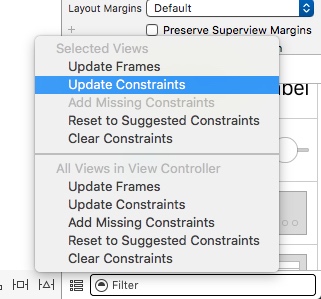 Layout Margins Default
+ Preserve Superview Margins
Selected Views
Update Frames
Update Constraints
Add Missing Constraints
Reset to Suggested Constraints
Clear Constraints
All Views in View Controller
Update Frames
Update Constraints
Add Missing Constraints
Reset to Suggested Constraints
Clear Constraints
Filter